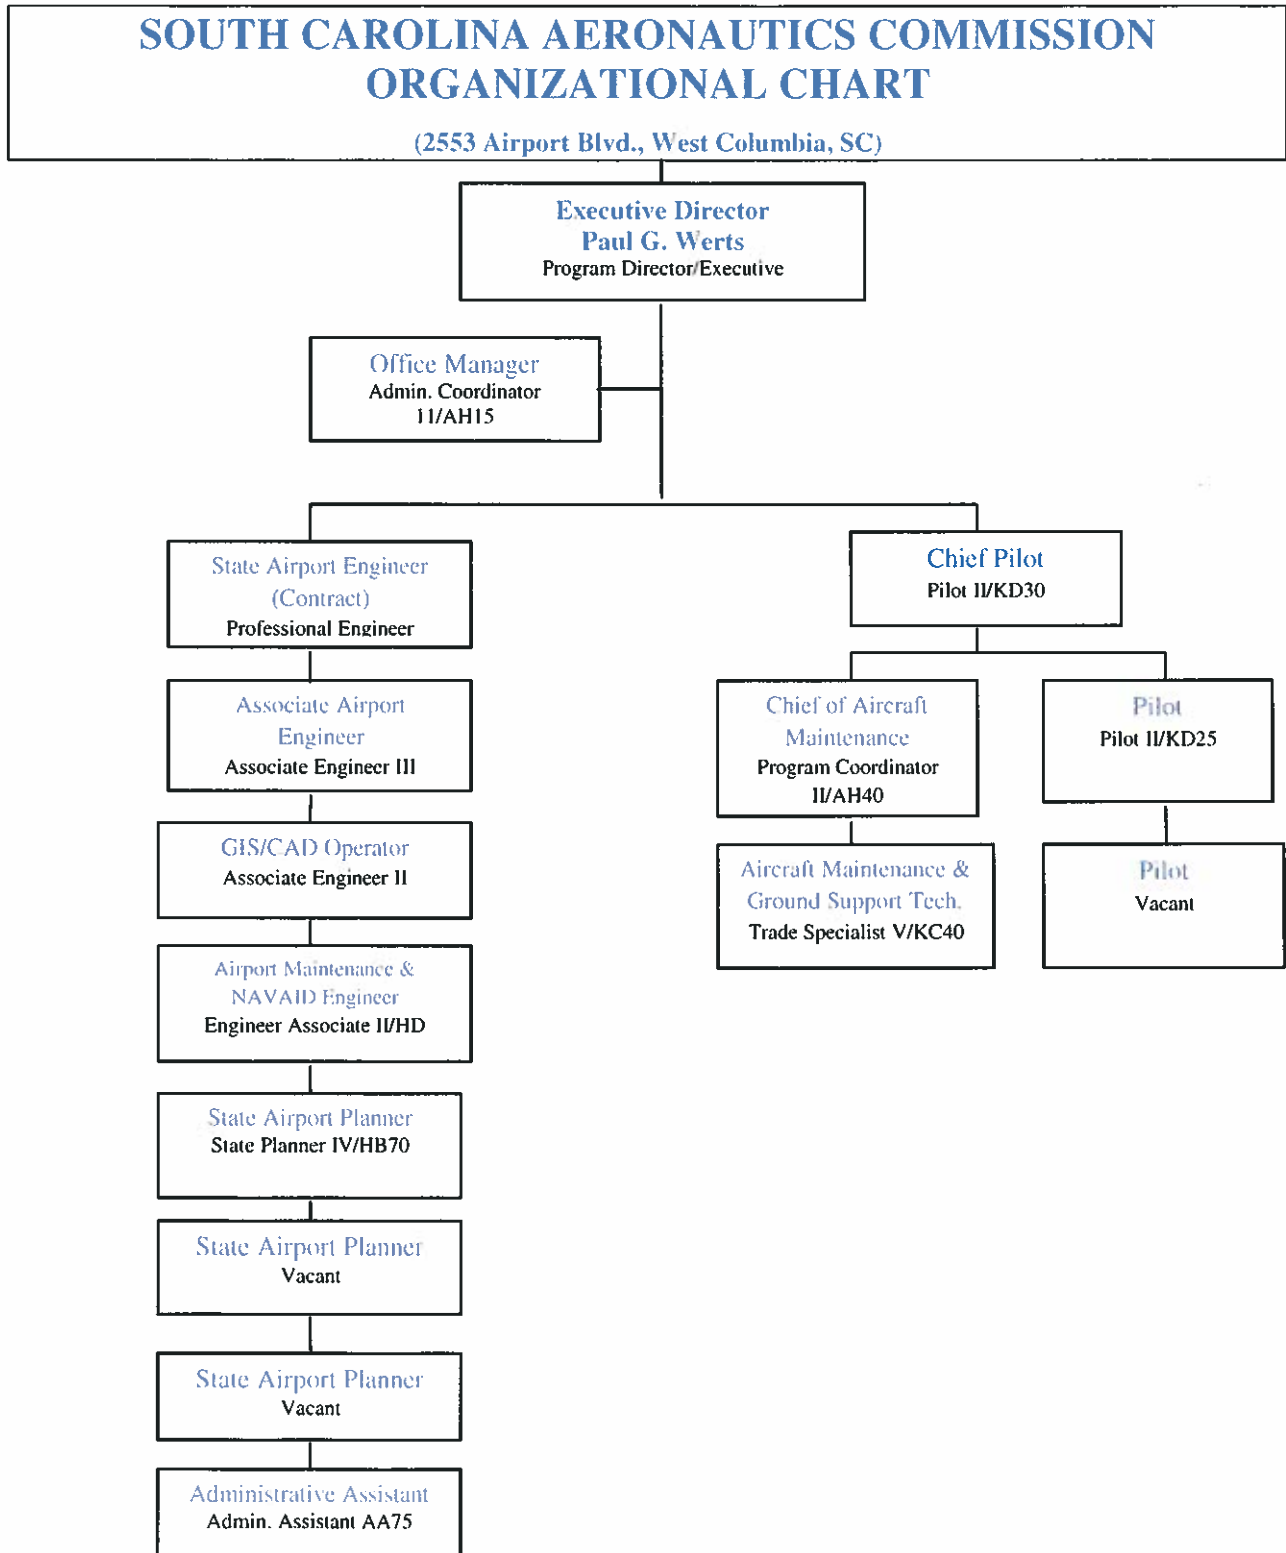 SOUTH CAROLINA AERONAUTICS COMMISSION
ORGANIZATIONAL CHART
(2553 Airport Blvd., West Columbia, SC)
Executive Director
Paul G. Werts
Program Director/Executive
Office Manager
Admin. Coordinator
II/AH15
State Airport Engineer
(Contract)
Professional Engineer
Associate Airport
Engineer
Associate Engineer III
GIS/CAD Operator
Associate Engineer II
Airport Maintenance &
NAVAID Engineer
Engineer Associate II/HD
State Airport Planner
State Planner IV/HB70
State Airport Planner
Vacant
State Airport Planner
Vacant
Administrative Assistant
Admin. Assistant AA75
Chief Pilot
Pilot II/KD30
Chief of Aircraft
Maintenance
Program Coordinator
II/AH40
Aircraft Maintenance &
Ground Support Tech.
Trade Specialist V/KC40
Pilot
Pilot II/KD25
Pilot
Vacant